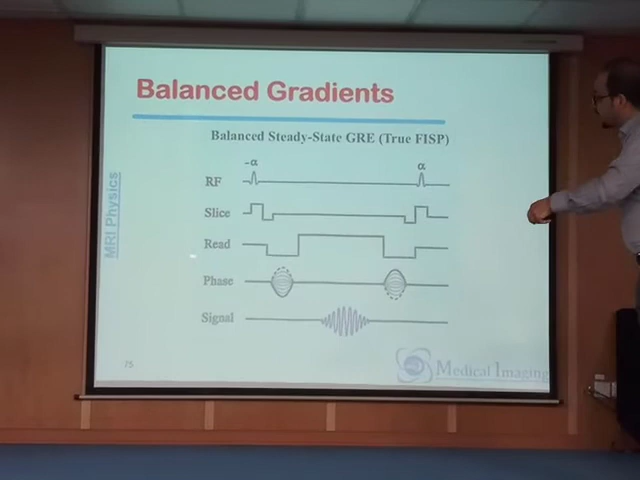 Balanced Gradients
Balanced Steady-State GRE (True FISP)
-α
α
RF
Slice
Read
Phase
Signal
MRI Physics
75
Medical Imaging